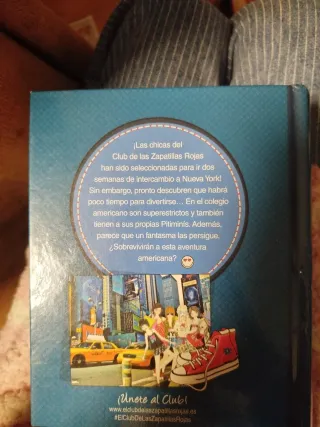 ¡Las chicas del
Club de las Zapatillas Rojas
han sido seleccionadas para ir dos
semanas de intercambio a Nueva York!
Sin embargo, pronto descubren que habrá
poco tiempo para divertirse... En el colegio
americano son superestrictos y también
tienen a sus propias Pitiminís. Además,
parece que un fantasma las persigue.
¿Sobrevivirán a esta aventura
americana?
¡Únete al Club!
www.elclubdelaszapatillasrojas.es
#ElClubDeLasZapatillasRojas